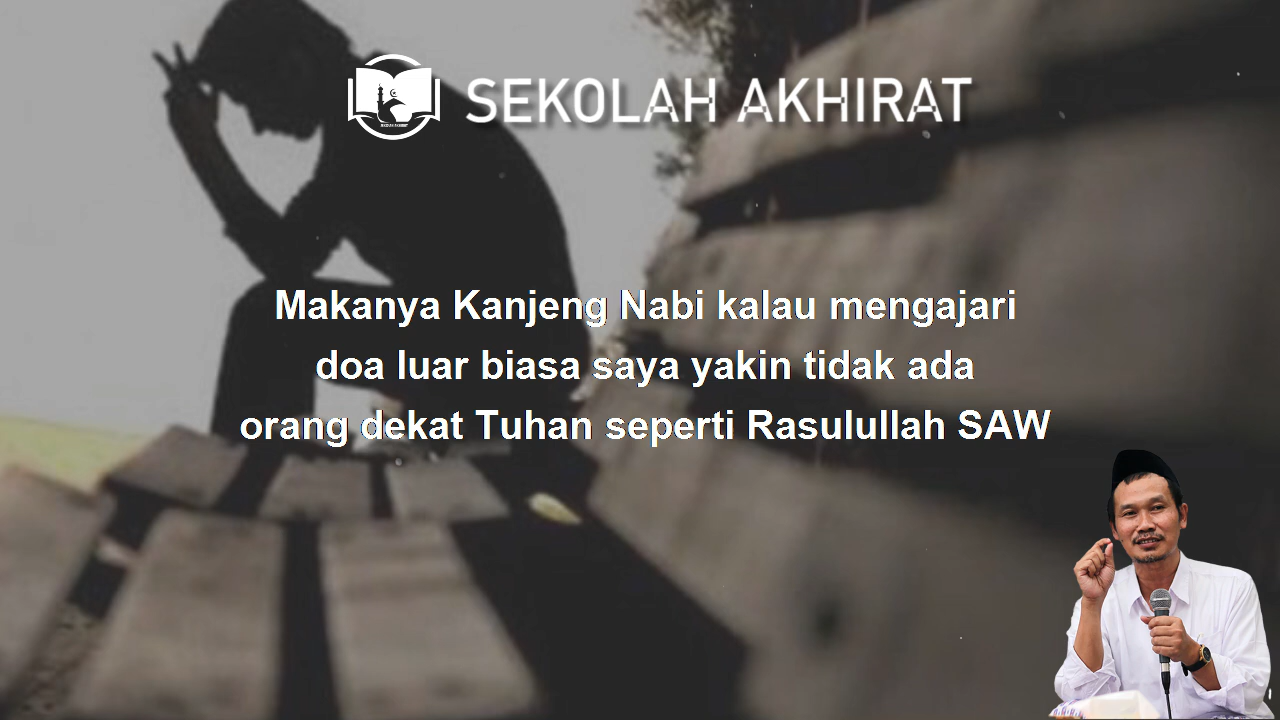 SEKOLAH AKHIRAT
Makanya Kanjeng Nabi kalau mengajari
doa luar biasa saya yakin tidak ada
orang dekat Tuhan seperti Rasulullah SAW